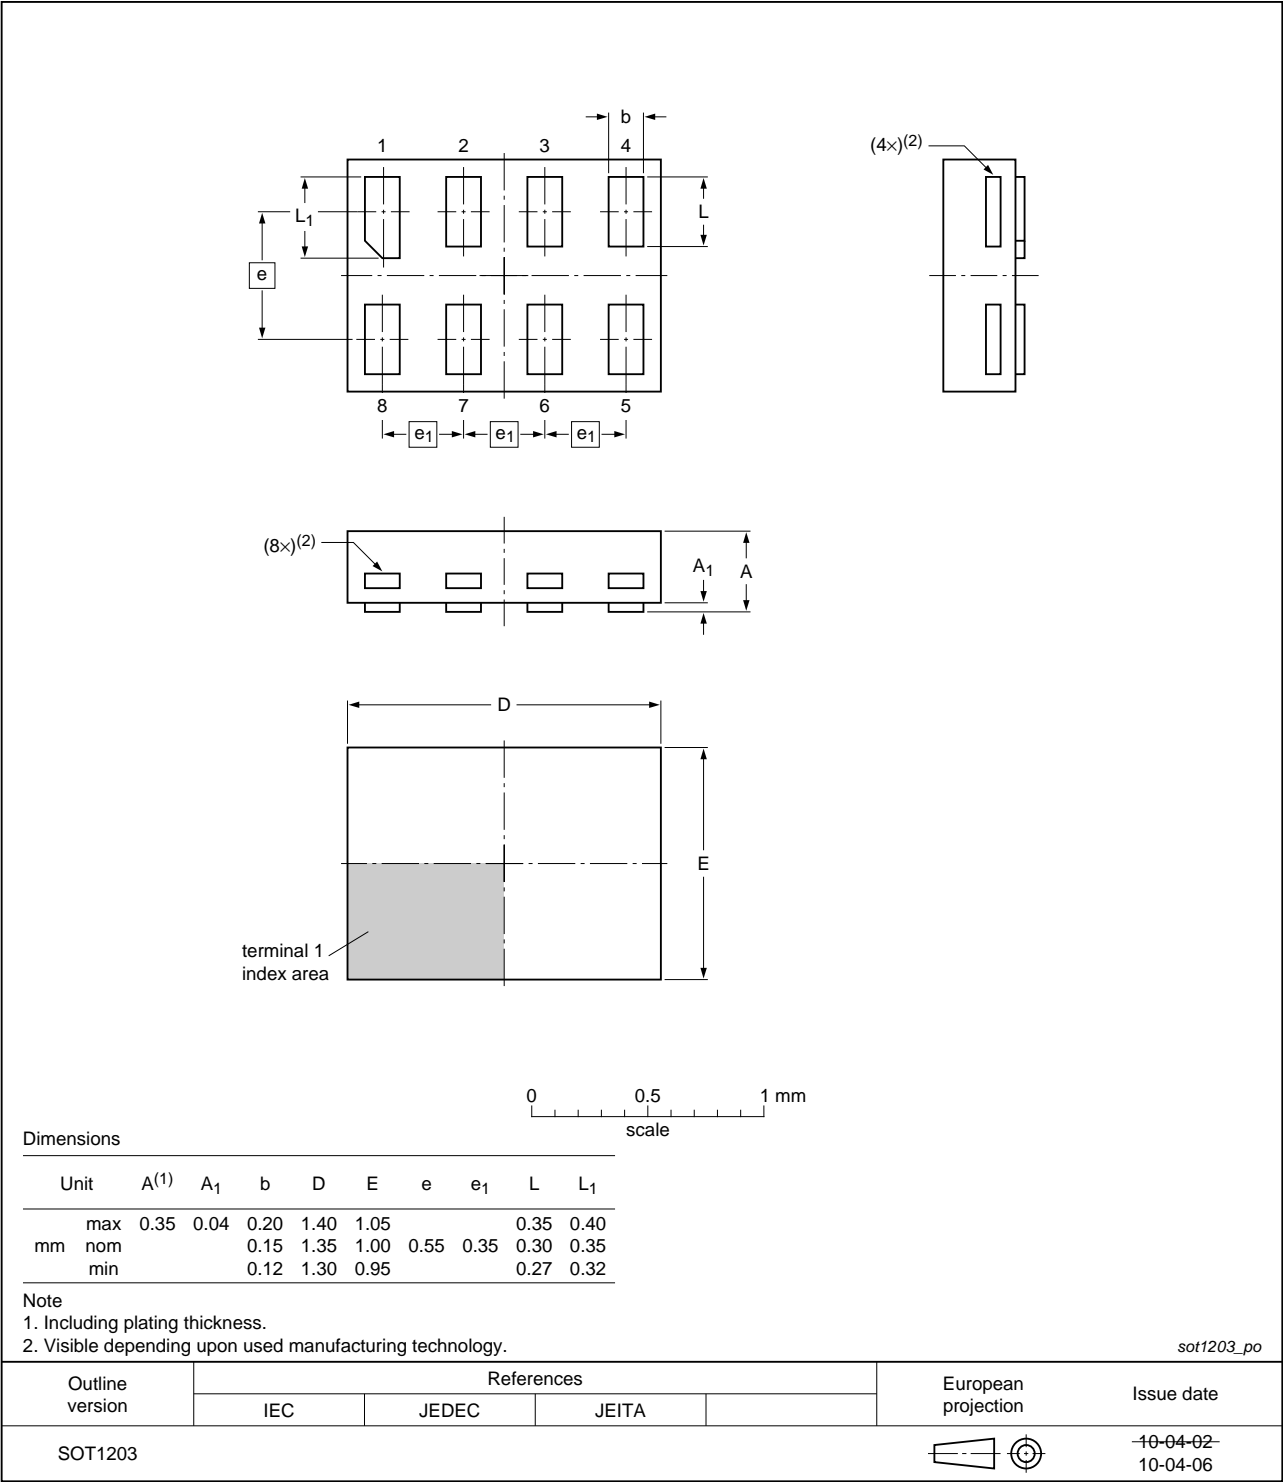 b
1 2 3 4
(4×)(2)
L1
L
e
8 7 6 5
e1 e1 e1
(8×)(2)
A1
A
D
E
terminal 1
index area
0 0.5 1 mm
scale
Dimensions
Unit A(1) A1 b D E e e1 L L1
max 0.35 0.04 0.20 1.40 1.05 0.35 0.40
mm nom 0.15 1.35 1.00 0.55 0.35 0.30 0.35
min 0.12 1.30 0.95 0.27 0.32
Note
1. Including plating thickness.
2. Visible depending upon used manufacturing technology.
sot1203_po
Outline version
References
European projection
Issue date
IEC JEDEC JEITA
SOT1203
10-04-02
10-04-06